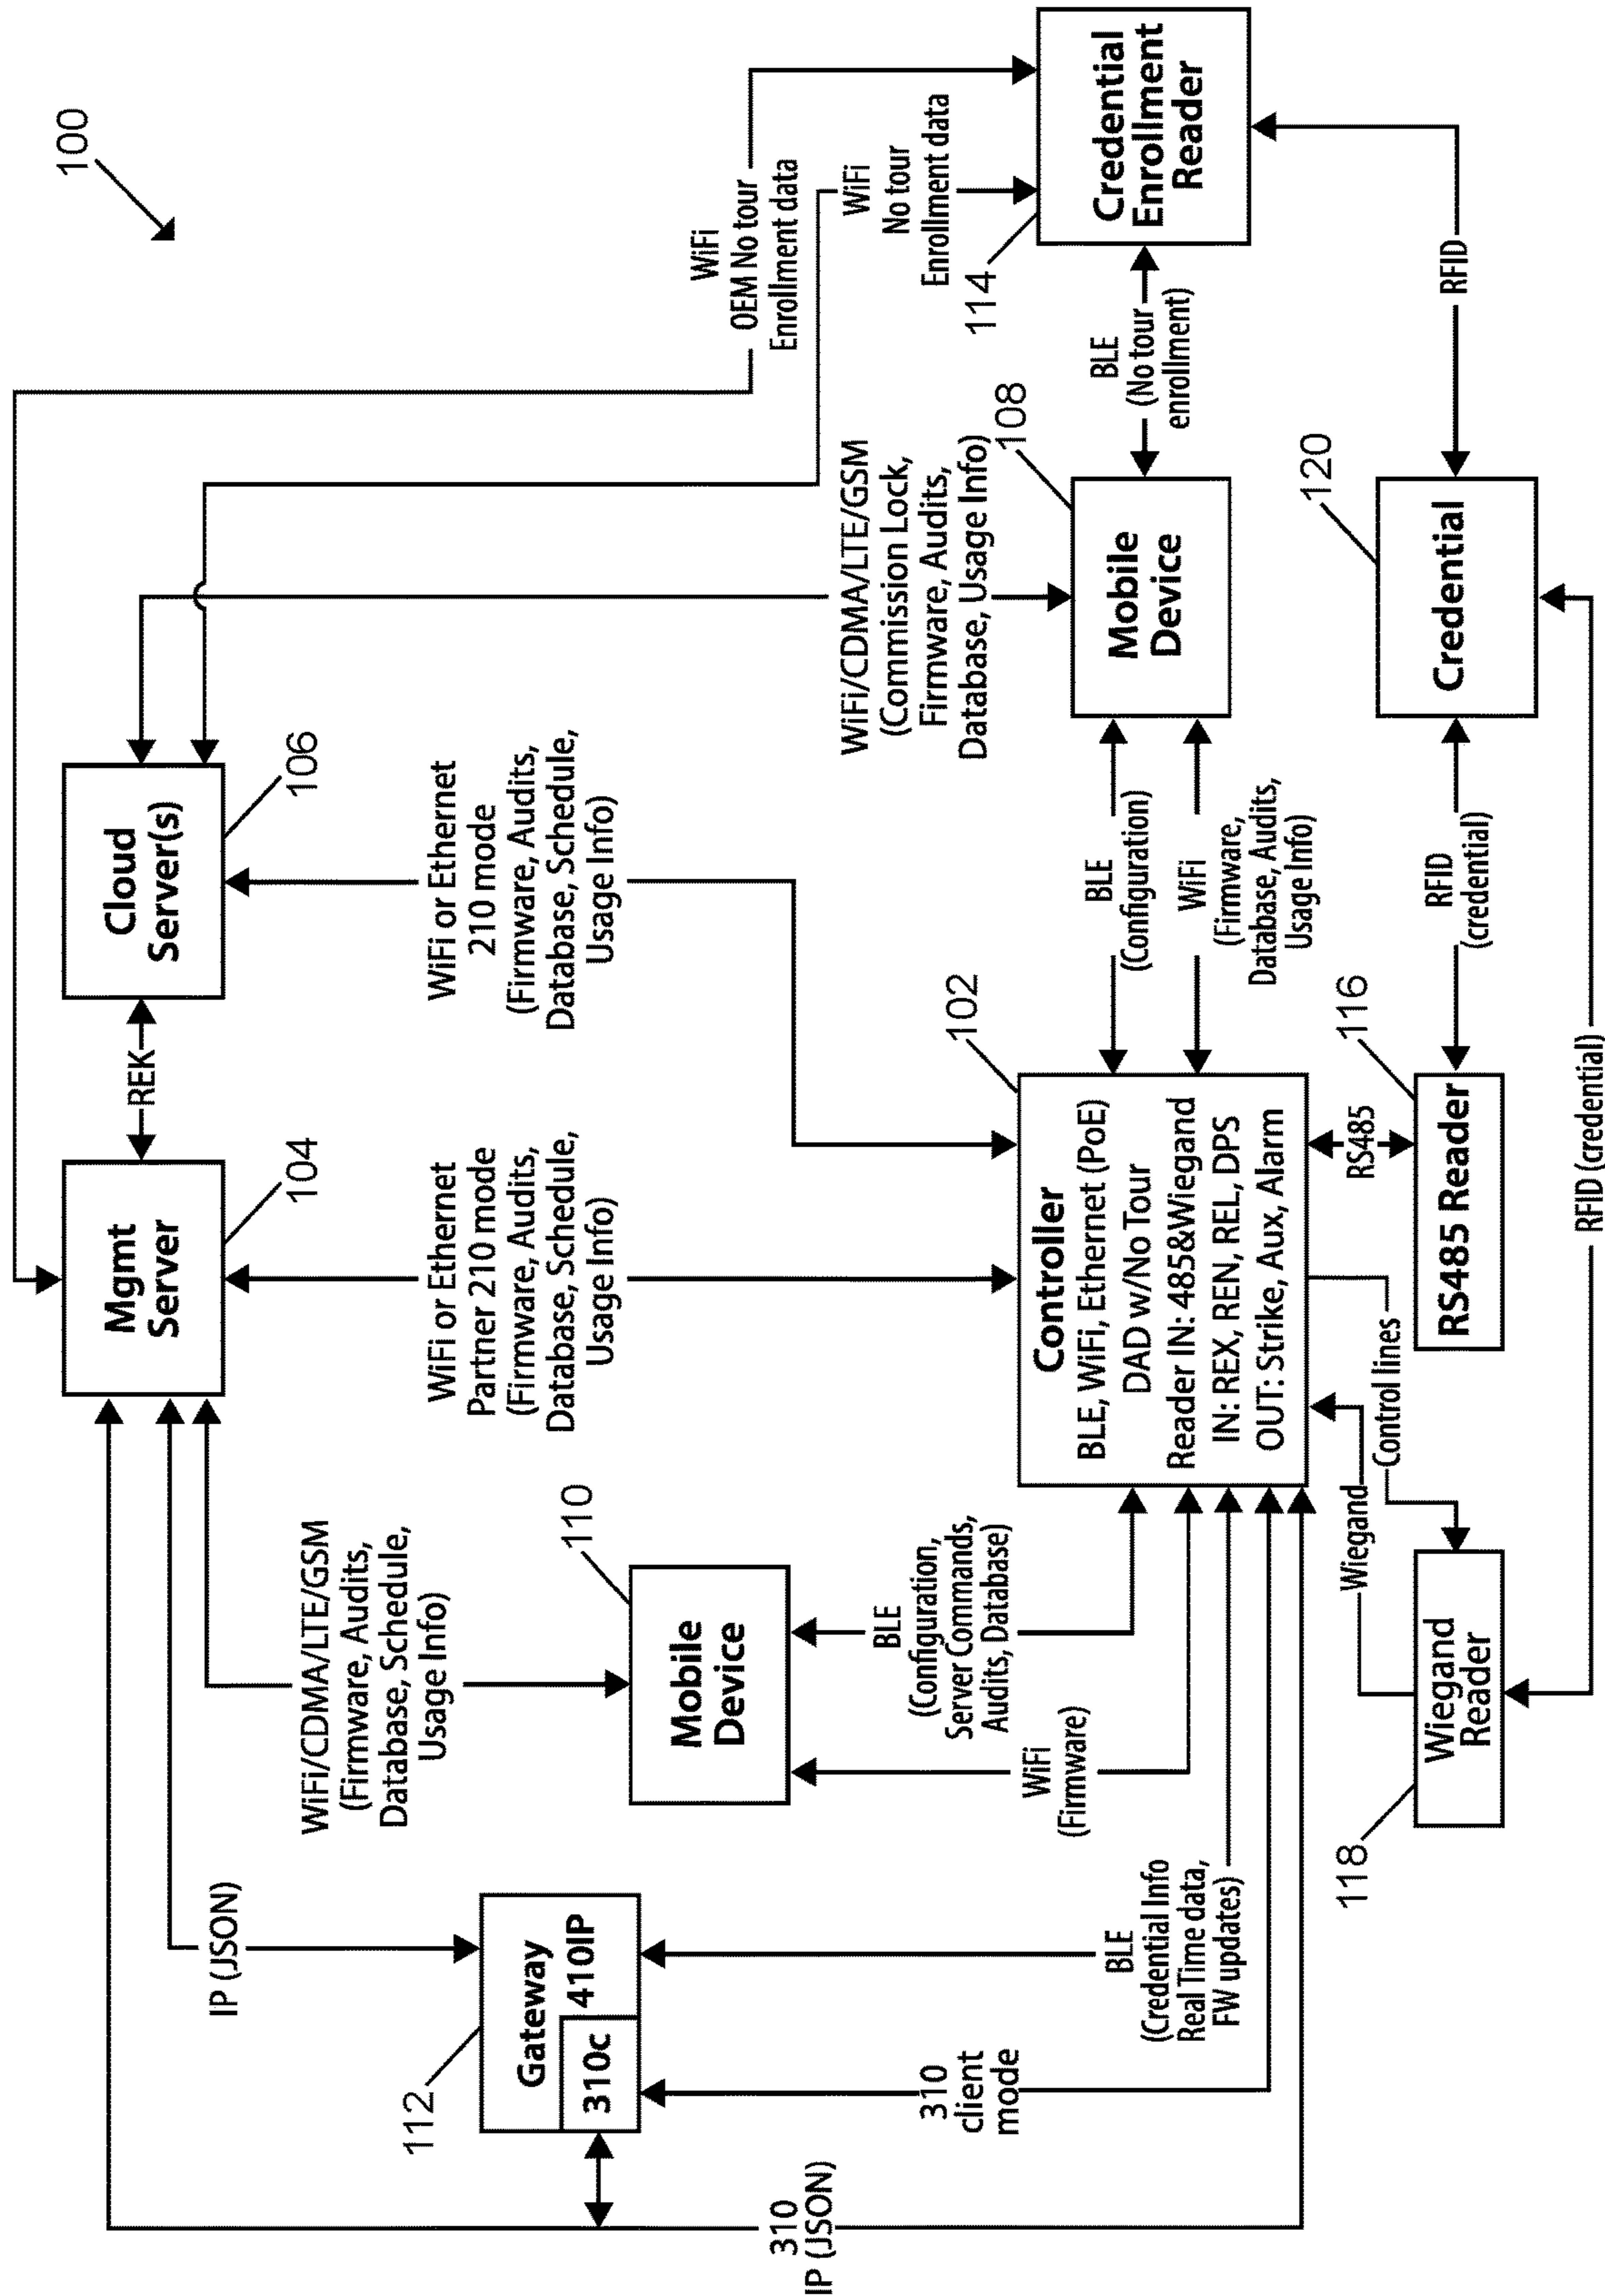 100
Mgmt
Server
104
REK
Cloud
Server(s)
106
WiFi
OEM No tour
Enrollment data
WiFi
No tour
Enrollment data
IP (JSON)
WiFi/CDMA/LTE/GSM
(Firmware, Audits,
Database, Schedule,
Usage Info)
WiFi or Ethernet
Partner 210 mode
(Firmware, Audits,
Database, Schedule,
Usage Info)
WiFi or Ethernet
210 mode
(Firmware, Audits,
Database, Schedule,
Usage Info)
WiFi/CDMA/LTE/GSM
(Commission Lock,
Firmware, Audits,
Database, Usage Info)
112
Gateway
410IP
310c
110
Mobile
Device
310
IP (JSON)
310
client
mode
BLE
(Credential Info
Real Time data,
FW updates)
WiFi
(Firmware)
BLE
(Configuration,
Server Commands,
Audits, Database)
102
Controller
BLE, WiFi, Ethernet (PoE)
DAD w/No Tour
Reader IN: 485&Wiegand
IN: REX, REN, REL, DPS
OUT: Strike, Aux, Alarm
BLE
(Configuration)
WiFi
(Firmware,
Database, Audits,
Usage Info)
108
Mobile
Device
BLE
(No tour
enrollment)
114
Credential
Enrollment
Reader
118
Wiegand
Reader
Wiegand
Control lines
RS485
116
RS485 Reader
RFID
(credential)
120
Credential
RFID
RFID (credential)